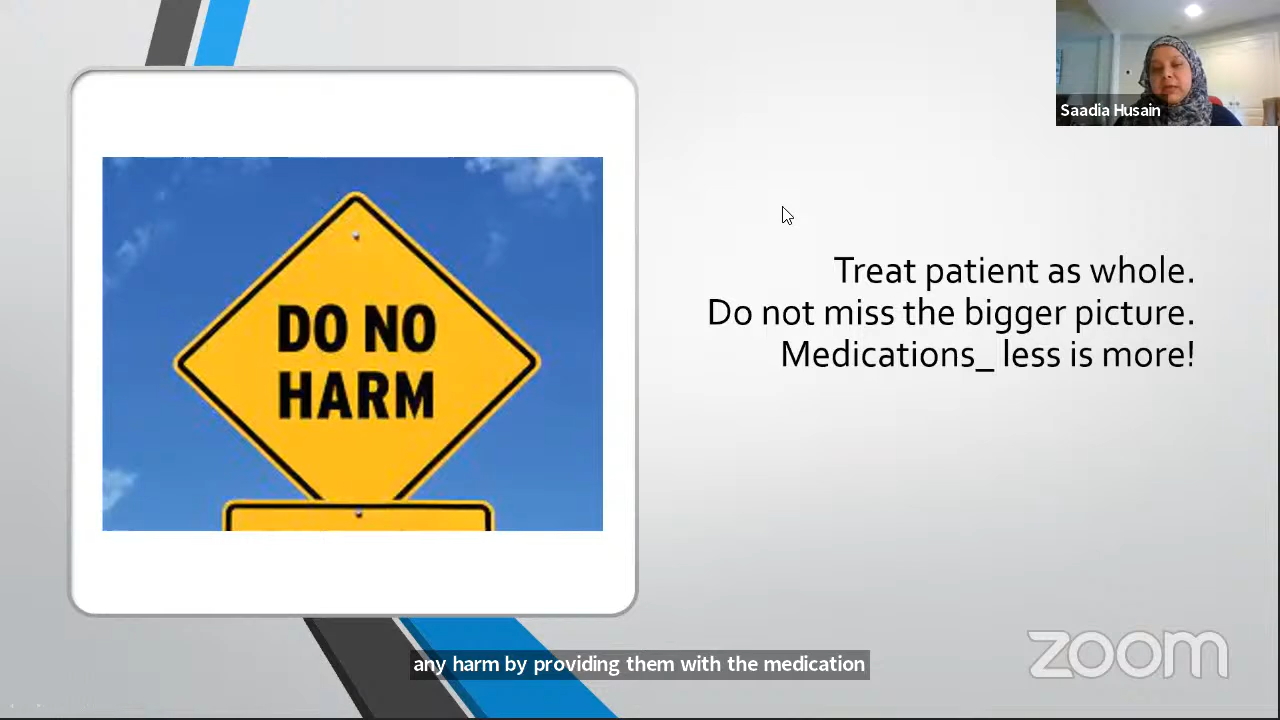 Saadia Husain
DO NO
HARM
Treat patient as whole.
Do not miss the bigger picture.
Medications_ less is more!
any harm by providing them with the medication
zoom